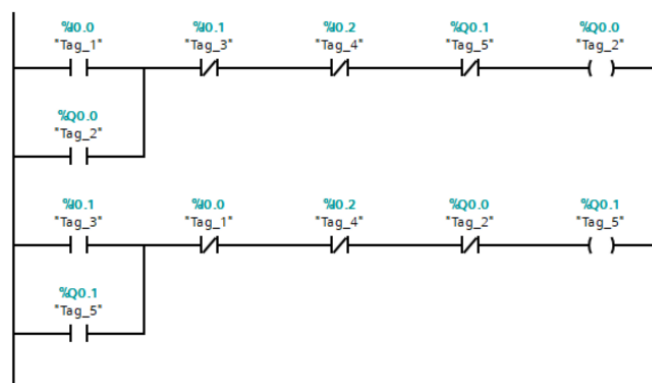 %I0.0 %I0.1 %I0.2 %Q0.1 %Q0.0
"Tag_1" "Tag_3" "Tag_4" "Tag_5" "Tag_2"
%Q0.0
"Tag_2"
%I0.1 %I0.0 %I0.2 %Q0.0 %Q0.1
"Tag_3" "Tag_1" "Tag_4" "Tag_2" "Tag_5"
%Q0.1
"Tag_5"